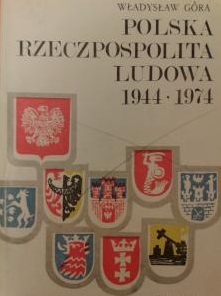 WŁADYSŁAW GÓRA
POLSKA
RZECZPOSPOLITA
LUDOWA
1944 · 1974